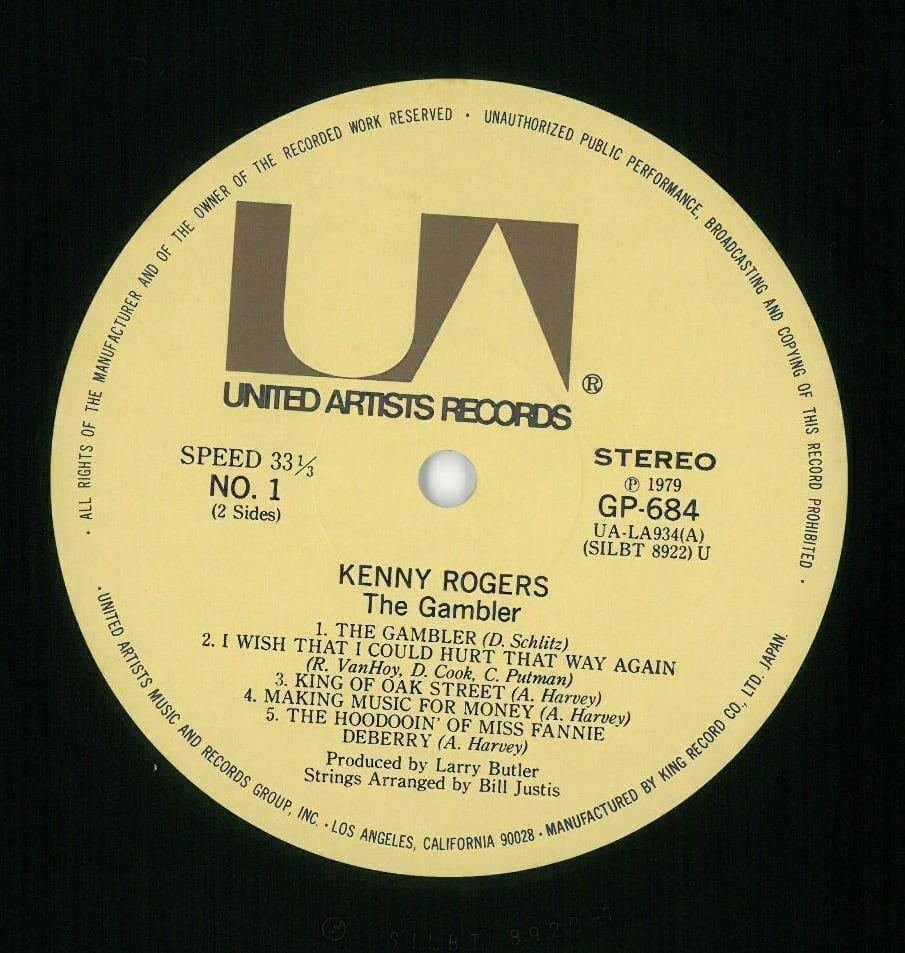 · ALL RIGHTS OF THE MANUFACTURER AND OF THE OWNER OF THE RECORDED WORK RESERVED · UNAUTHORIZED PUBLIC PERFORMANCE, BROADCASTING AND COPYING OF THIS RECORD PROHIBITED ·
UA
UNITED ARTISTS RECORDS ®
SPEED 33 1/3
NO. 1
(2 Sides)
STEREO
℗ 1979
GP-684
UA-LA934(A)
(SILBT 8922) U
KENNY ROGERS
The Gambler
1. THE GAMBLER (D. Schlitz)
2. I WISH THAT I COULD HURT THAT WAY AGAIN
(R. VanHoy, D. Cook, C. Putman)
3. KING OF OAK STREET (A. Harvey)
4. MAKING MUSIC FOR MONEY (A. Harvey)
5. THE HOODOOIN' OF MISS FANNIE
DEBERRY (A. Harvey)
Produced by Larry Butler
Strings Arranged by Bill Justis
·UNITED ARTISTS MUSIC AND RECORDS GROUP, INC. · LOS ANGELES, CALIFORNIA 90028 · MANUFACTURED BY KING RECORD CO., LTD. JAPAN.
SILBT 8922-1